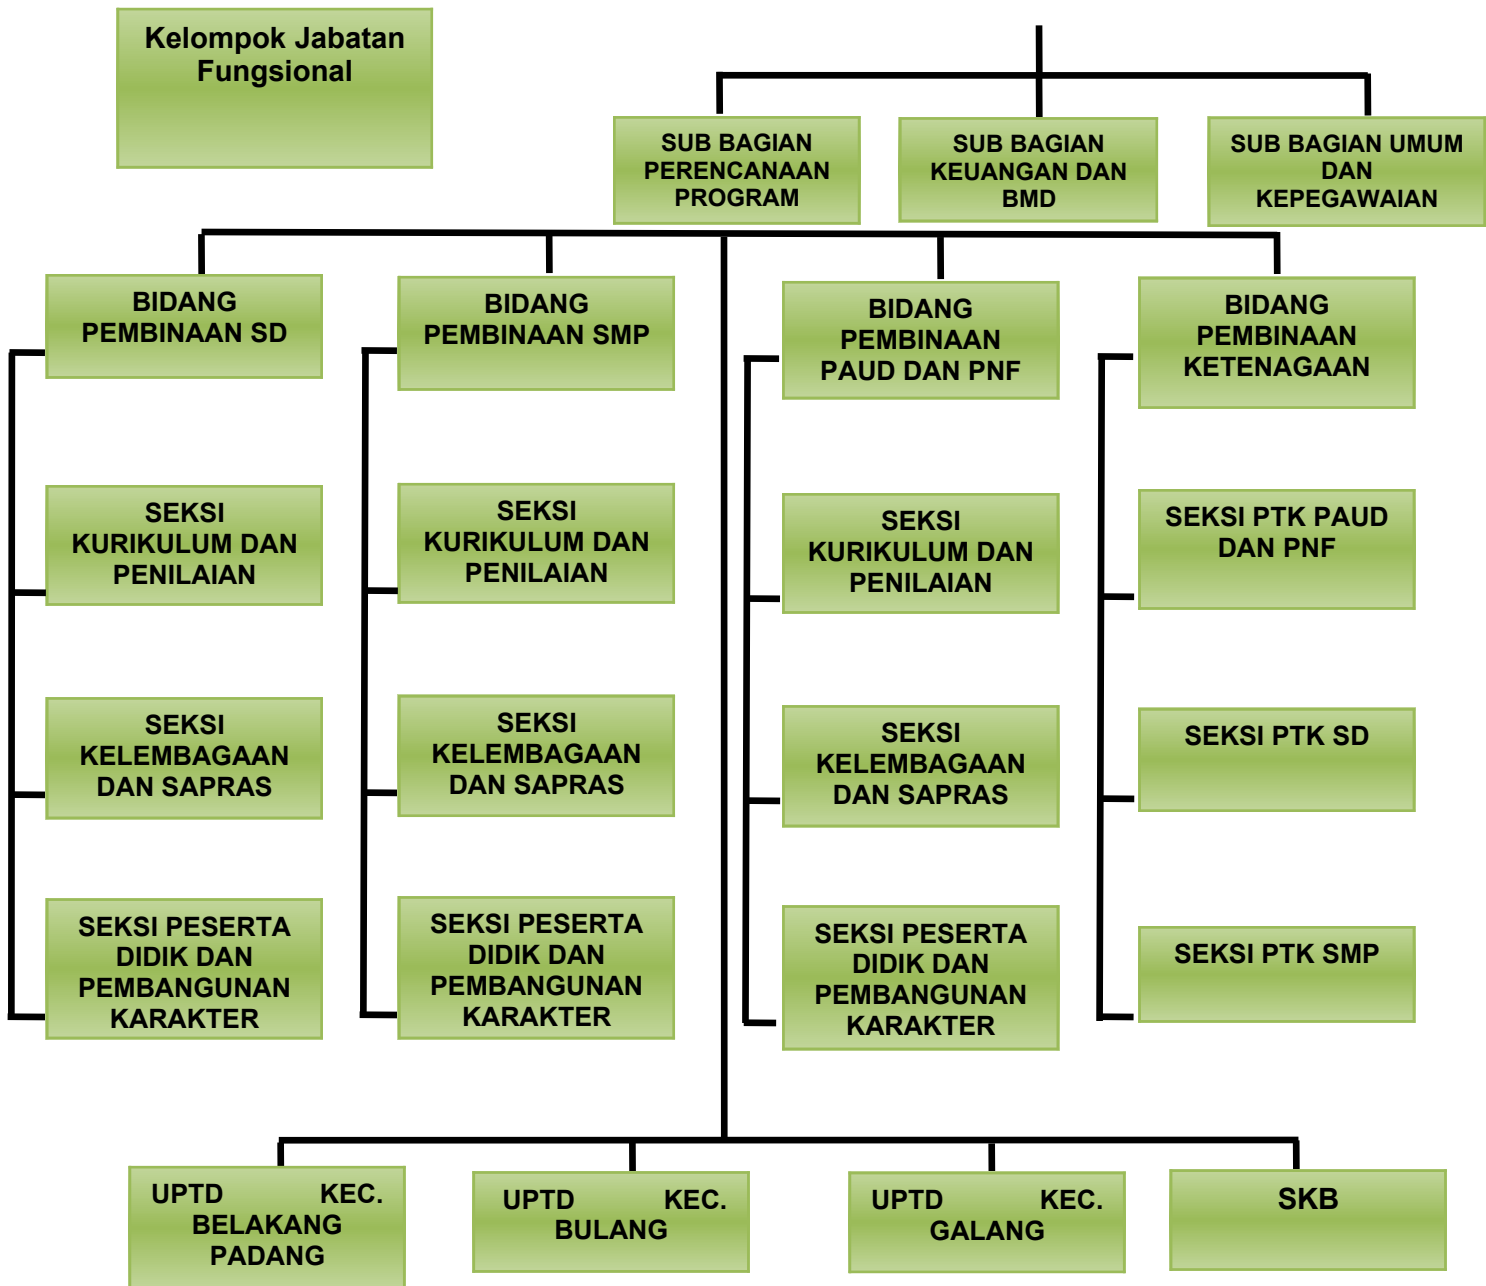 Kelompok Jabatan
Fungsional
SUB BAGIAN
PERENCANAAN
PROGRAM
SUB BAGIAN
KEUANGAN DAN
BMD
SUB BAGIAN UMUM
DAN
KEPEGAWAIAN
BIDANG
PEMBINAAN SD
BIDANG
PEMBINAAN SMP
BIDANG
PEMBINAAN
PAUD DAN PNF
BIDANG
PEMBINAAN
KETENAGAAN
SEKSI
KURIKULUM DAN
PENILAIAN
SEKSI
KURIKULUM DAN
PENILAIAN
SEKSI
KURIKULUM DAN
PENILAIAN
SEKSI PTK PAUD
DAN PNF
SEKSI
KELEMBAGAAN
DAN SAPRAS
SEKSI
KELEMBAGAAN
DAN SAPRAS
SEKSI
KELEMBAGAAN
DAN SAPRAS
SEKSI PTK SD
SEKSI PESERTA
DIDIK DAN
PEMBANGUNAN
KARAKTER
SEKSI PESERTA
DIDIK DAN
PEMBANGUNAN
KARAKTER
SEKSI PESERTA
DIDIK DAN
PEMBANGUNAN
KARAKTER
SEKSI PTK SMP
UPTD KEC.
BELAKANG
PADANG
UPTD KEC.
BULANG
UPTD KEC.
GALANG
SKB